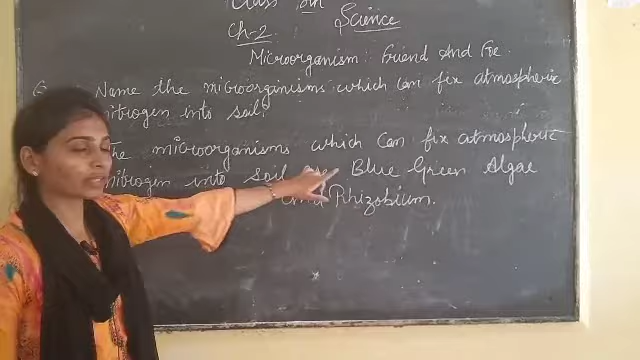 Class 8th
Science
Ch-2
Microorganism: Friend And Foe.
Name the microorganisms which can fix atmospheric
nitrogen into soil?
The microorganisms which can fix atmospheric
nitrogen into soil are Blue Green Algae
and Rhizobium.